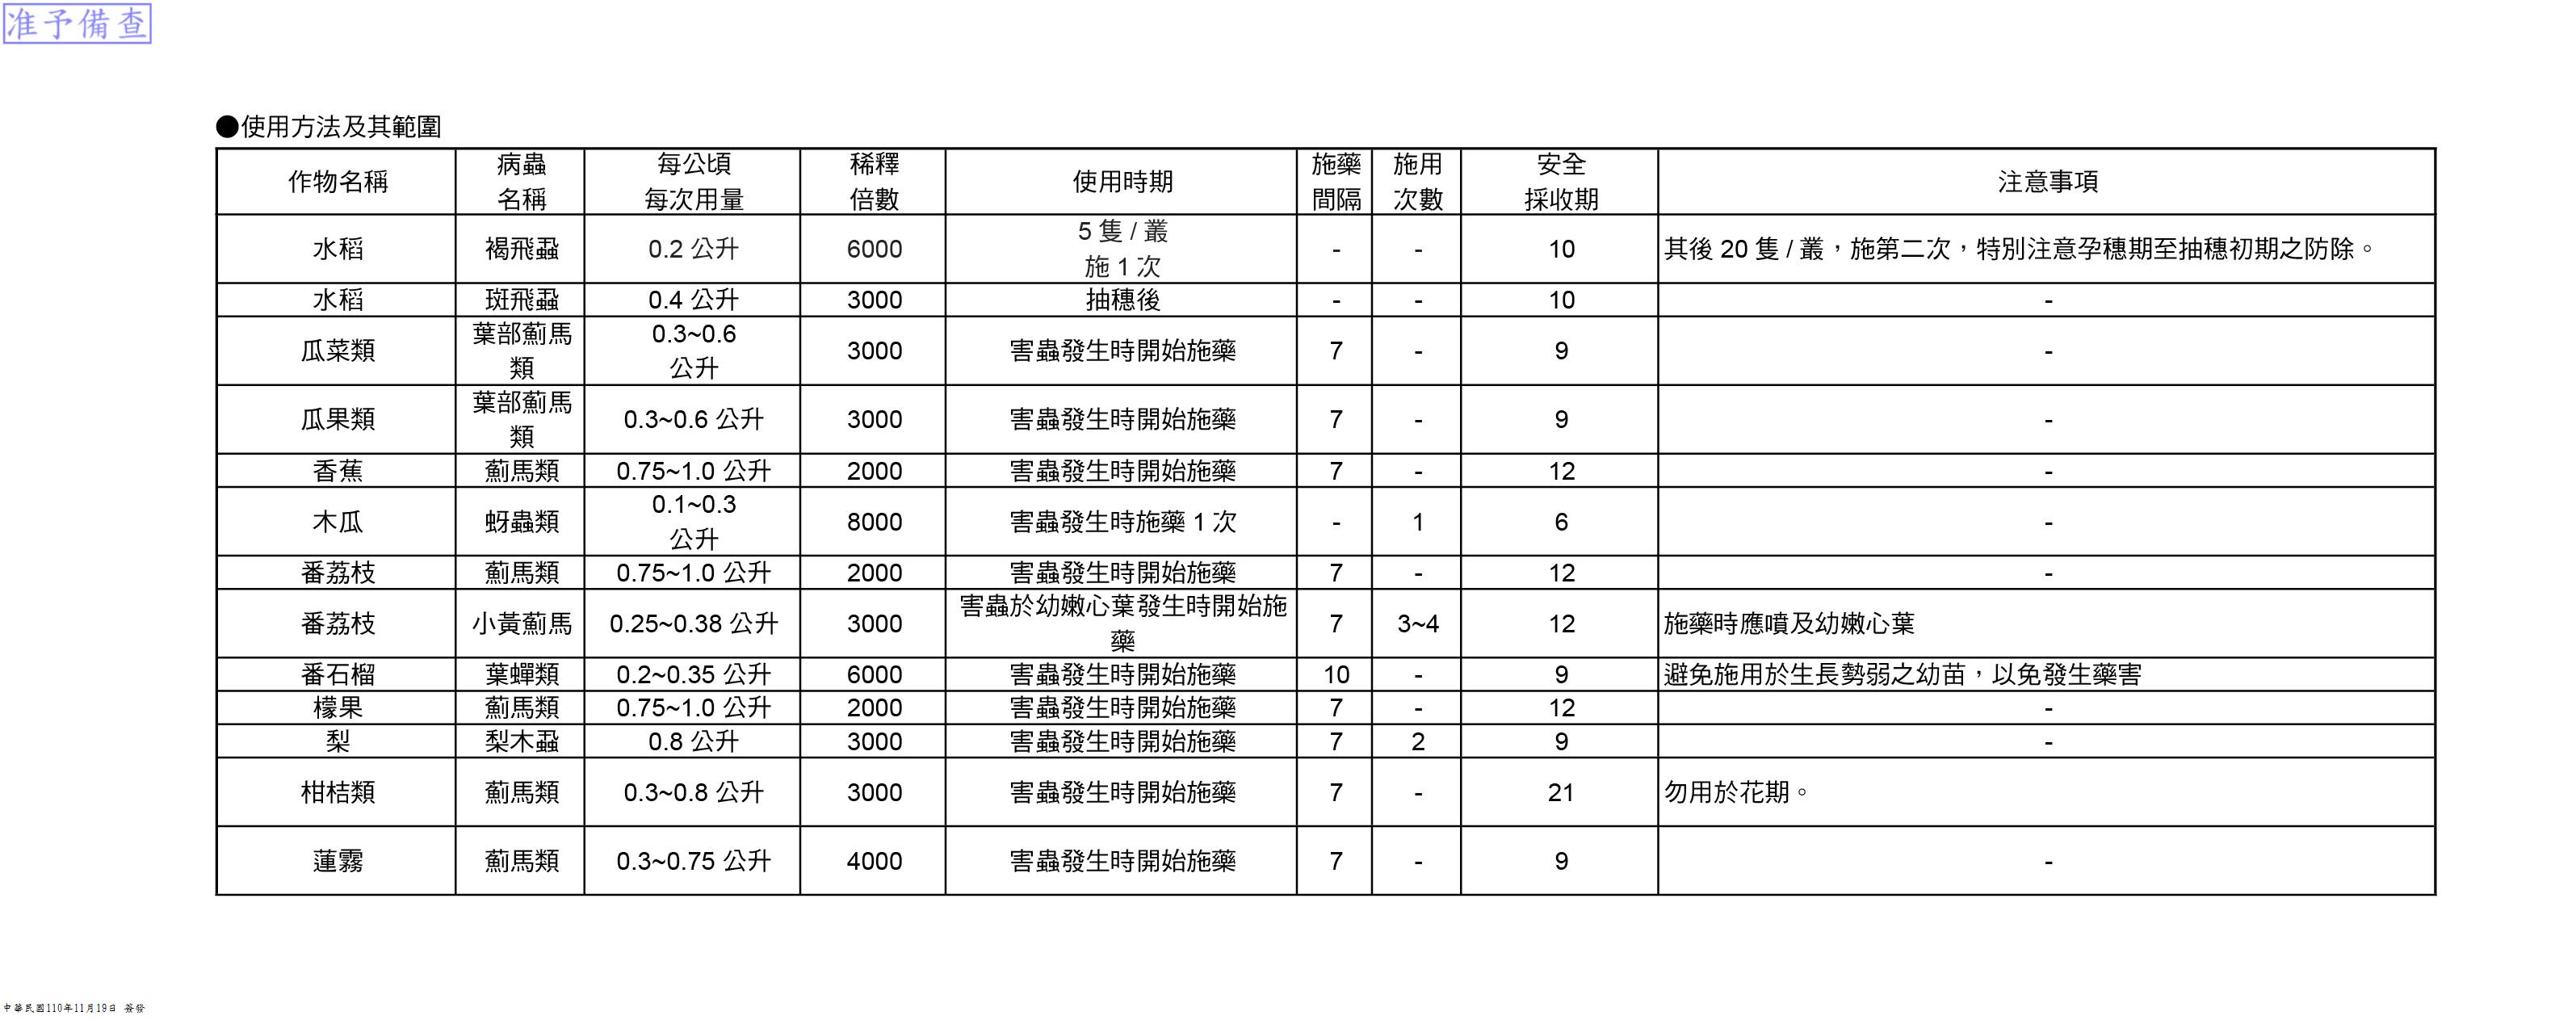 准予備查
●使用方法及其範圍
作物名稱 病蟲名稱 每公頃每次用量 稀釋倍數 使用時期 施藥間隔 施用次數 安全採收期 注意事項
水稻 褐飛蝨 0.2 公升 6000 5 隻 / 叢 施 1 次 - - 10 其後 20 隻 / 叢，施第二次，特別注意孕穗期至抽穗初期之防除。
水稻 斑飛蝨 0.4 公升 3000 抽穗後 - - 10 -
瓜菜類 葉部薊馬類 0.3~0.6 公升 3000 害蟲發生時開始施藥 7 - 9 -
瓜果類 葉部薊馬類 0.3~0.6 公升 3000 害蟲發生時開始施藥 7 - 9 -
香蕉 薊馬類 0.75~1.0 公升 2000 害蟲發生時開始施藥 7 - 12 -
木瓜 蚜蟲類 0.1~0.3 公升 8000 害蟲發生時施藥 1 次 - 1 6 -
番荔枝 薊馬類 0.75~1.0 公升 2000 害蟲發生時開始施藥 7 - 12 -
番荔枝 小黃薊馬 0.25~0.38 公升 3000 害蟲於幼嫩心葉發生時開始施藥 7 3~4 12 施藥時應噴及幼嫩心葉
番石榴 葉蟬類 0.2~0.35 公升 6000 害蟲發生時開始施藥 10 - 9 避免施用於生長勢弱之幼苗，以免發生藥害
檬果 薊馬類 0.75~1.0 公升 2000 害蟲發生時開始施藥 7 - 12 -
梨 梨木蝨 0.8 公升 3000 害蟲發生時開始施藥 7 2 9 -
柑桔類 薊馬類 0.3~0.8 公升 3000 害蟲發生時開始施藥 7 - 21 勿用於花期。
蓮霧 薊馬類 0.3~0.75 公升 4000 害蟲發生時開始施藥 7 - 9 -
中華民國110年11月19日 簽發